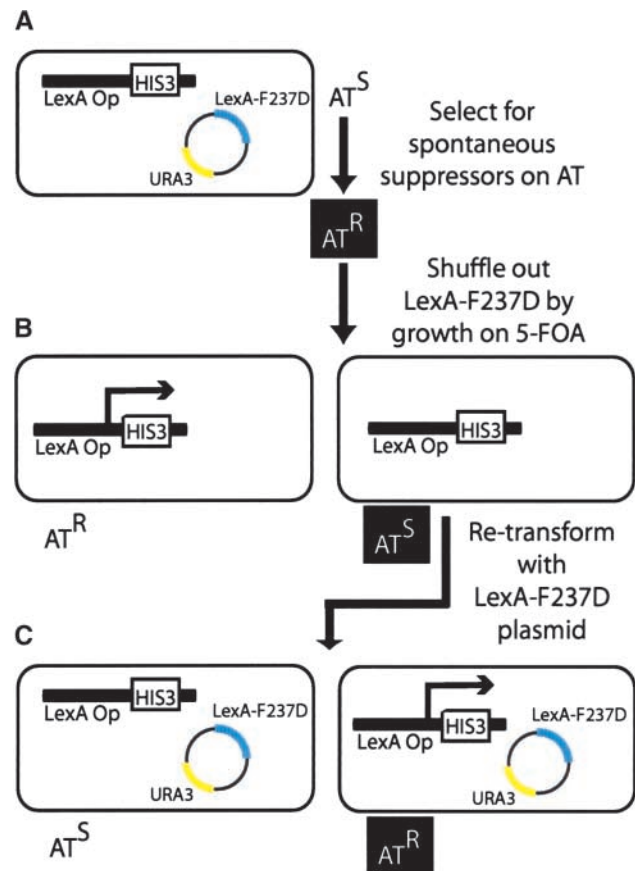 A
HIS3
LexA Op
LexA-F237D
URA3
AT^S
Select for
spontaneous
suppressors on AT
AT^R
Shuffle out
LexA-F237D by
growth on 5-FOA
B
HIS3
LexA Op
AT^R
HIS3
LexA Op
AT^S
Re-transform
with
LexA-F237D
plasmid
C
HIS3
LexA Op
LexA-F237D
URA3
AT^S
LexA Op
HIS3
LexA-F237D
URA3
AT^R